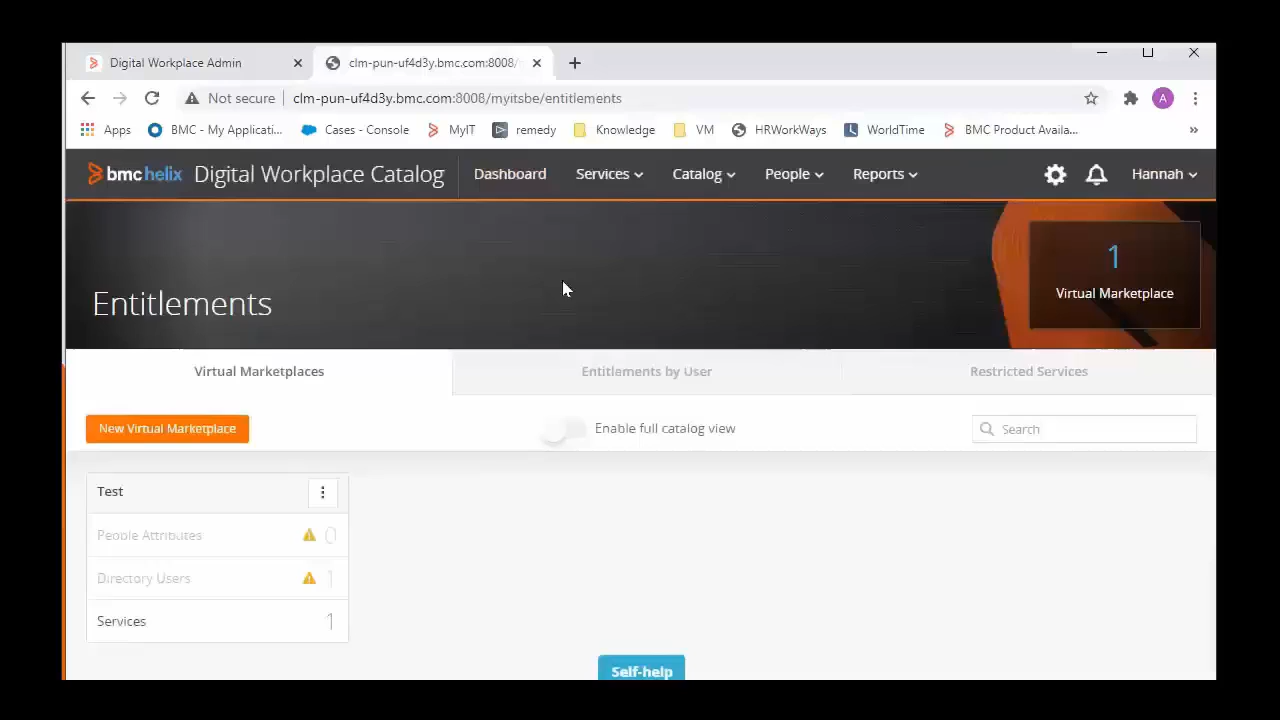 Digital Workplace Admin
clm-pun-uf4d3y.bmc.com:8008/
Not secure
clm-pun-uf4d3y.bmc.com:8008/myitsbe/entitlements
A
Apps
BMC - My Applicati...
Cases - Console
MyIT
remedy
Knowledge
VM
HRWorkWays
WorldTime
BMC Product Availa...
»
bmchelix Digital Workplace Catalog
Dashboard
Services
Catalog
People
Reports
Hannah
Entitlements
1
Virtual Marketplace
Virtual Marketplaces
Entitlements by User
Restricted Services
New Virtual Marketplace
Enable full catalog view
Search
Test
People Attributes 0
Directory Users 1
Services 1
Self-help